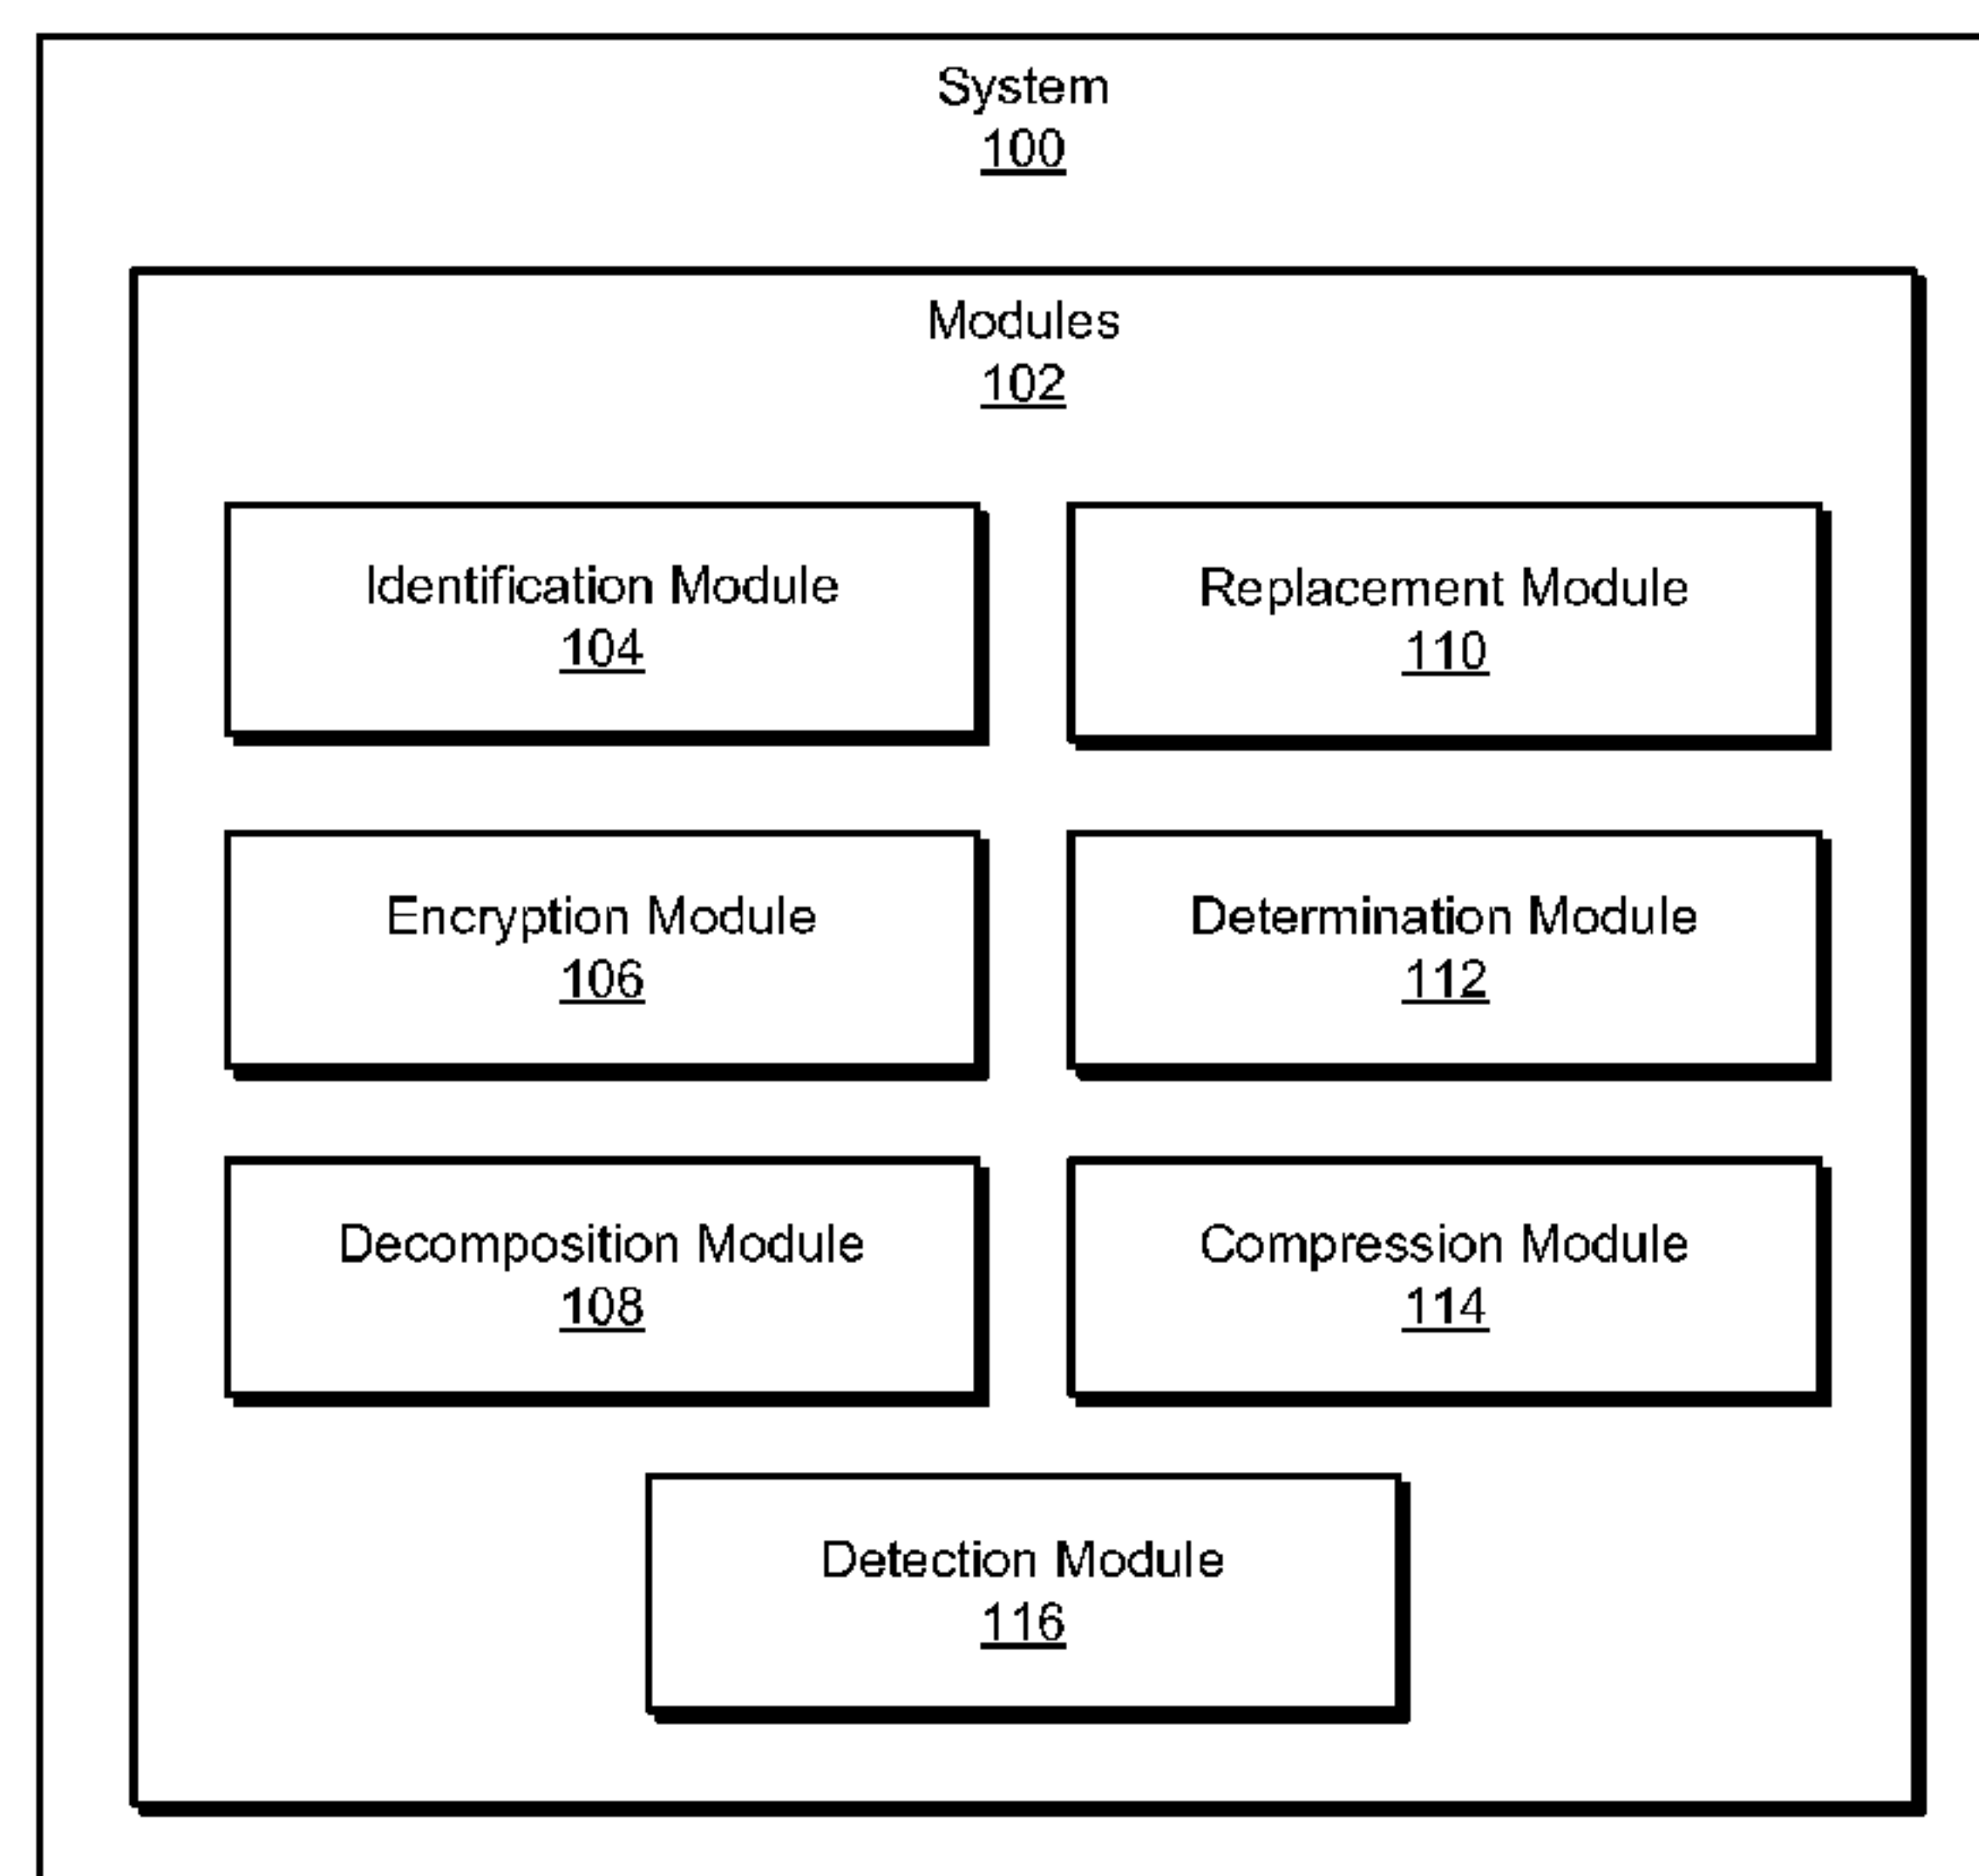 System
100
Modules
102
Identification Module
104
Replacement Module
110
Encryption Module
106
Determination Module
112
Decomposition Module
108
Compression Module
114
Detection Module
116